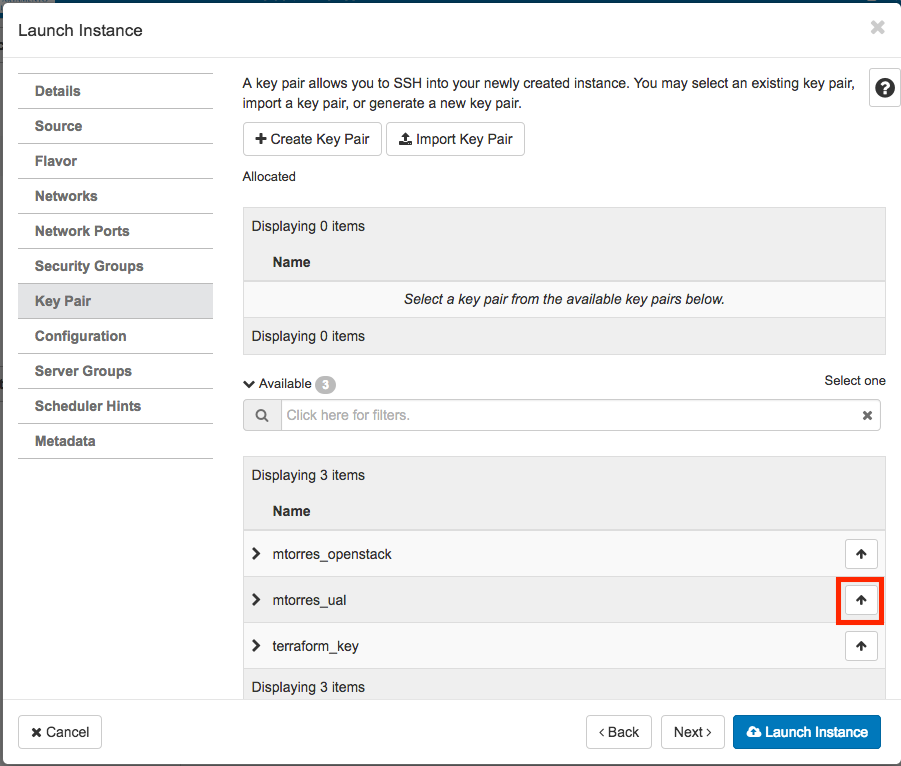 Launch Instance
Details
Source
Flavor
Networks
Network Ports
Security Groups
Key Pair
Configuration
Server Groups
Scheduler Hints
Metadata
A key pair allows you to SSH into your newly created instance. You may select an existing key pair,
import a key pair, or generate a new key pair.
Create Key Pair Import Key Pair
Allocated
Displaying 0 items
Name
Select a key pair from the available key pairs below.
Displaying 0 items
Available 3 Select one
Click here for filters.
Displaying 3 items
Name
mtorres_openstack
mtorres_ual
terraform_key
Displaying 3 items
Cancel < Back Next > Launch Instance